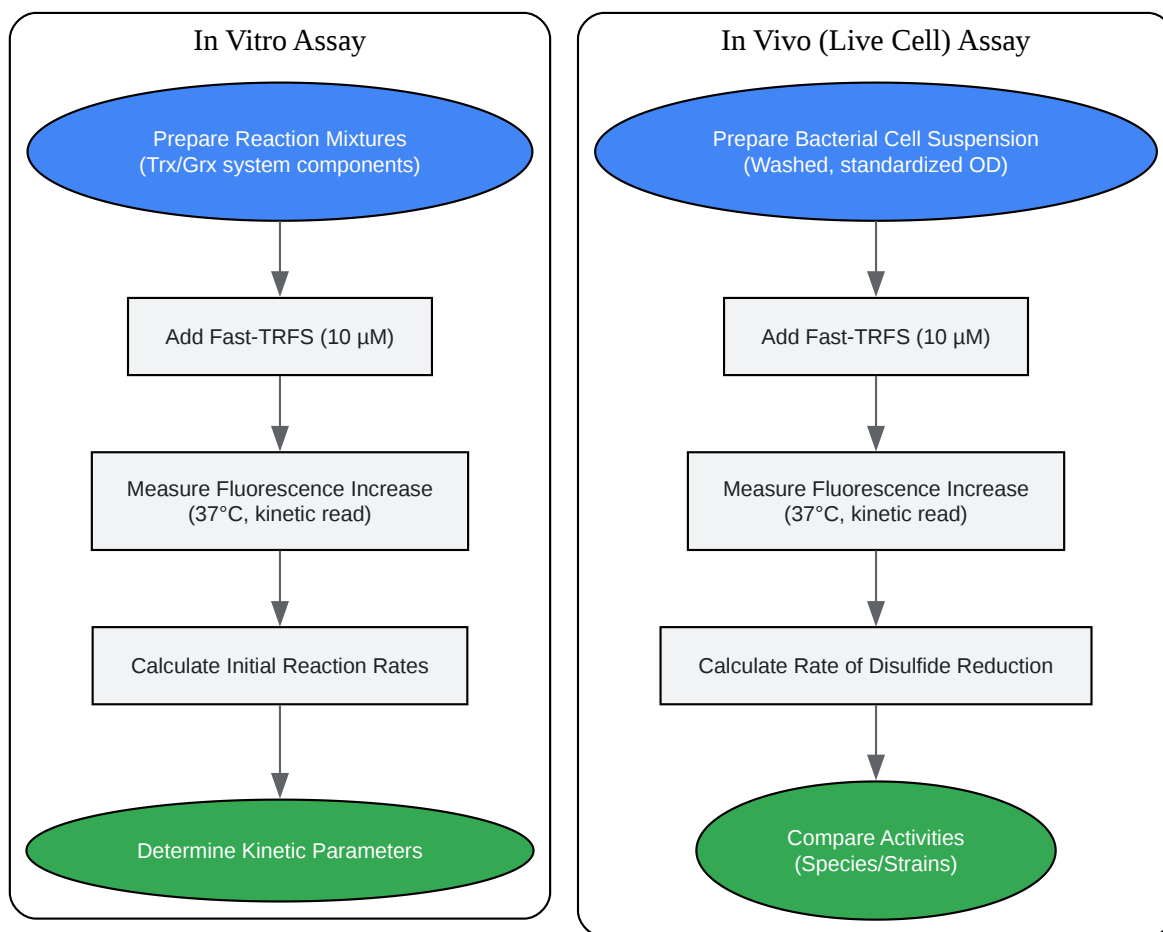 In Vitro Assay
Prepare Reaction Mixtures
(Trx/Grx system components)
Add Fast-TRFS (10 µM)
Measure Fluorescence Increase
(37°C, kinetic read)
Calculate Initial Reaction Rates
Determine Kinetic Parameters
In Vivo (Live Cell) Assay
Prepare Bacterial Cell Suspension
(Washed, standardized OD)
Add Fast-TRFS (10 µM)
Measure Fluorescence Increase
(37°C, kinetic read)
Calculate Rate of Disulfide Reduction
Compare Activities
(Species/Strains)